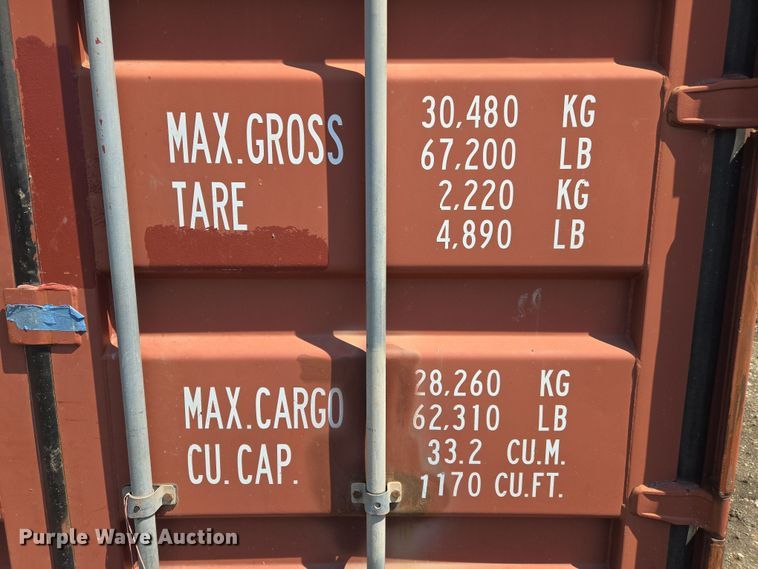 MAX.GROSS 30,480 KG
67,200 LB
TARE 2,220 KG
4,890 LB
MAX.CARGO 28,260 KG
62,310 LB
CU.CAP. 33.2 CU.M.
1170 CU.FT.
Purple Wave Auction